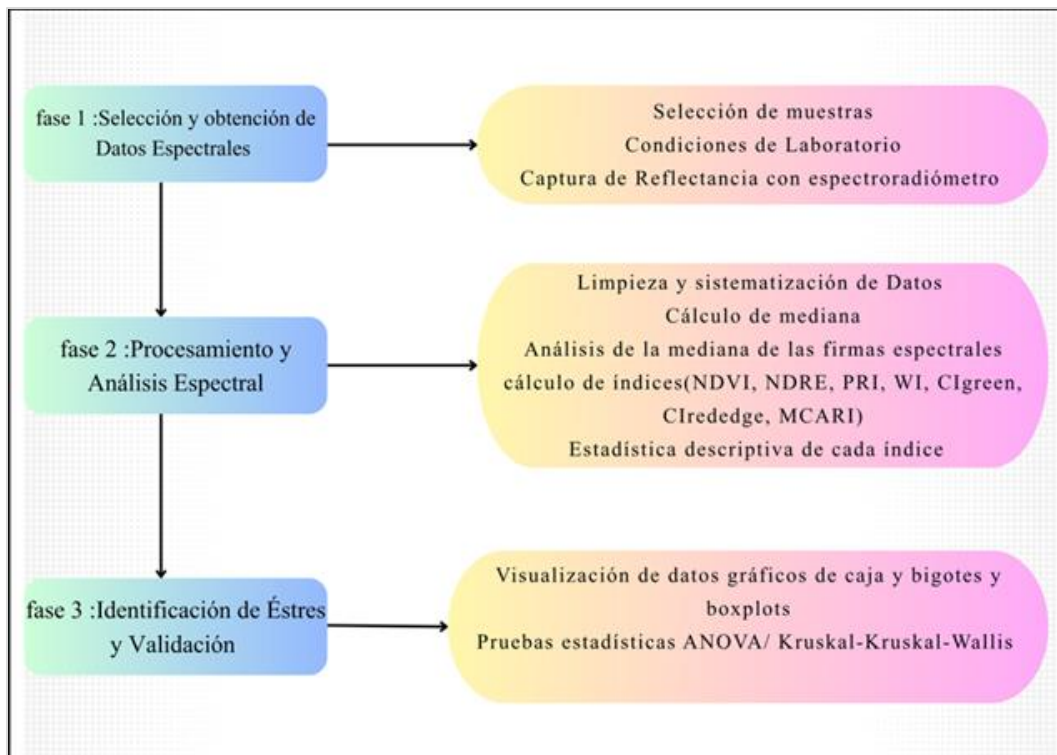 fase 1 :Selección y obtención de
Datos Espectrales
Selección de muestras
Condiciones de Laboratorio
Captura de Reflectancia con espectroradiómetro
fase 2 :Procesamiento y
Análisis Espectral
Limpieza y sistematización de Datos
Cálculo de mediana
Análisis de la mediana de las firmas espectrales
cálculo de índices(NDVI, NDRE, PRI, WI, CIgreen,
CIrededge, MCARI)
Estadística descriptiva de cada índice
fase 3 :Identificación de Éstres
y Validación
Visualización de datos gráficos de caja y bigotes y
boxplots
Pruebas estadísticas ANOVA/ Kruskal-Kruskal-Wallis